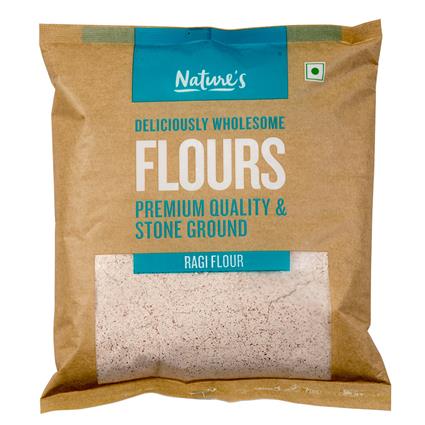 Nature's
DELICIOUSLY WHOLESOME
FLOURS
PREMIUM QUALITY &
STONE GROUND
RAGI FLOUR